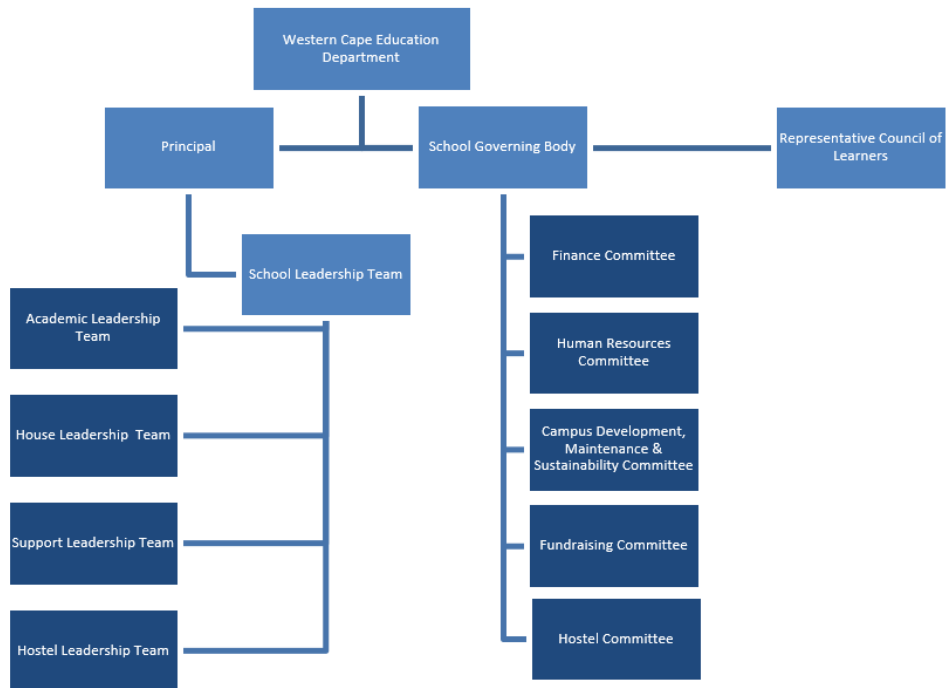 Western Cape Education
Department
Principal
School Governing Body
Representative Council of
Learners
School Leadership Team
Academic Leadership
Team
House Leadership  Team
Support Leadership Team
Hostel Leadership Team
Finance Committee
Human Resources
Committee
Campus Development,
Maintenance &
Sustainability Committee
Fundraising Committee
Hostel Committee